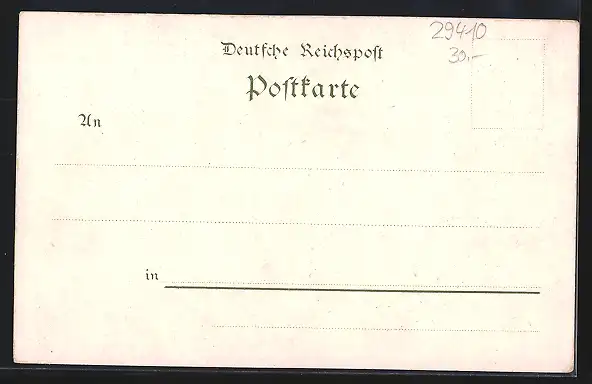 29410
Deutſche Reichspoſt
30,-
Poſtkarte
An
in